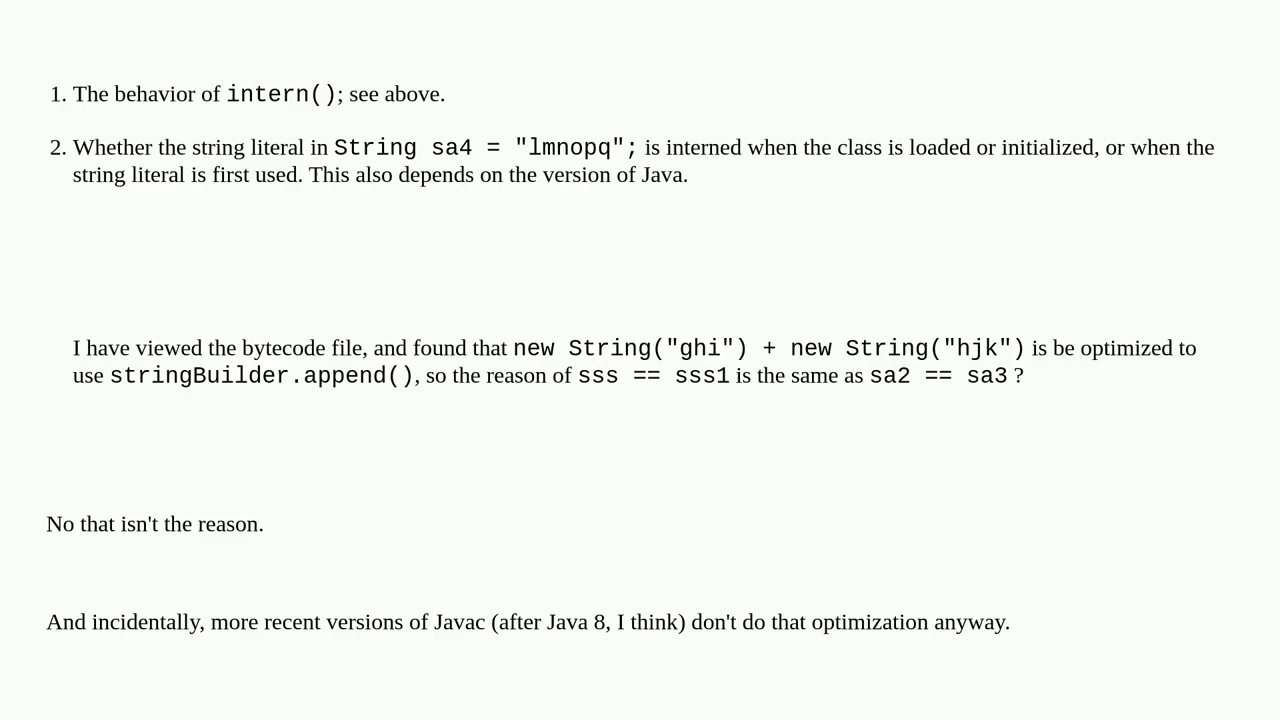 1. The behavior of intern(); see above.
2. Whether the string literal in String sa4 = "lmnopq"; is interned when the class is loaded or initialized, or when the
string literal is first used. This also depends on the version of Java.
I have viewed the bytecode file, and found that new String("ghi") + new String("hjk") is be optimized to
use stringBuilder.append(), so the reason of sss == sss1 is the same as sa2 == sa3 ?
No that isn't the reason.
And incidentally, more recent versions of Javac (after Java 8, I think) don't do that optimization anyway.